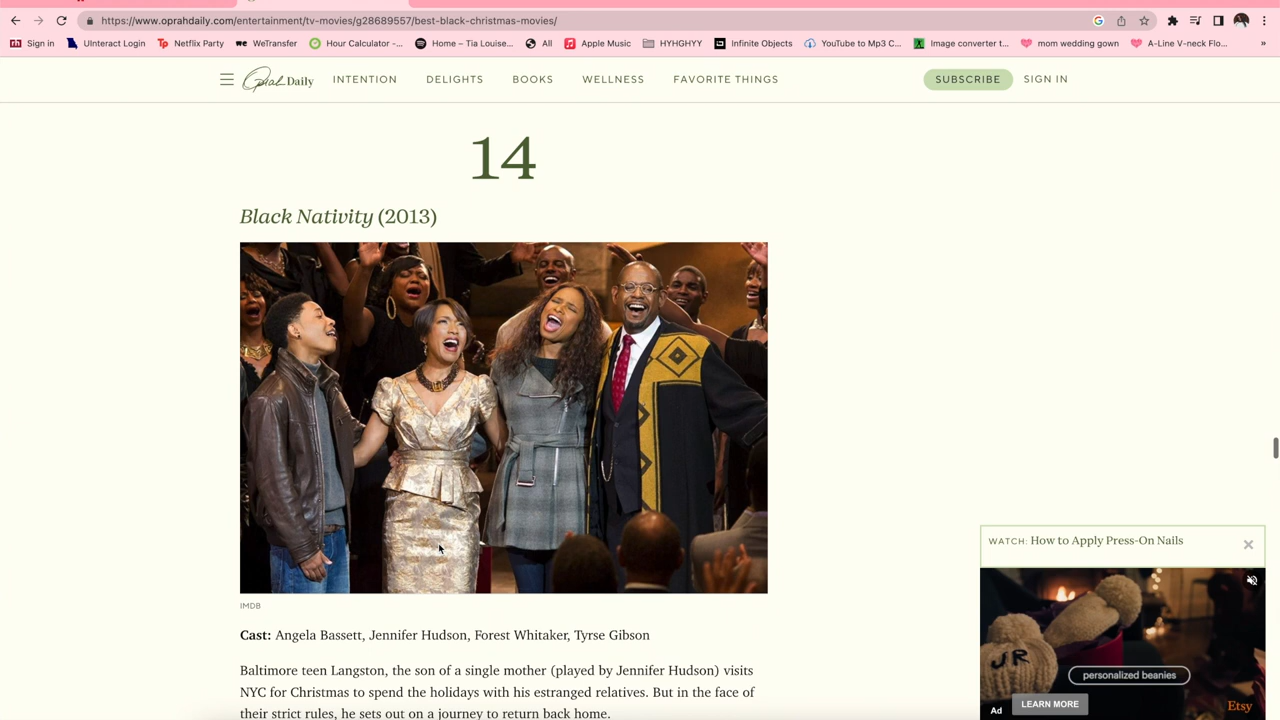 https://www.oprahdaily.com/entertainment/tv-movies/g28689557/best-black-christmas-movies/
Sign in
UInteract Login
Netflix Party
WeTransfer
Hour Calculator -...
Home – Tia Louise...
All
Apple Music
HYHGHYY
Infinite Objects
YouTube to Mp3 C...
Image converter t...
mom wedding gown
A-Line V-neck Flo...
»
Oprah Daily
INTENTION
DELIGHTS
BOOKS
WELLNESS
FAVORITE THINGS
SUBSCRIBE
SIGN IN
14
Black Nativity (2013)
IMDB
Cast: Angela Bassett, Jennifer Hudson, Forest Whitaker, Tyrse Gibson
Baltimore teen Langston, the son of a single mother (played by Jennifer Hudson) visits
NYC for Christmas to spend the holidays with his estranged relatives. But in the face of
their strict rules, he sets out on a journey to return back home.
WATCH: How to Apply Press-On Nails
JR
personalized beanies
Ad
LEARN MORE
Etsy